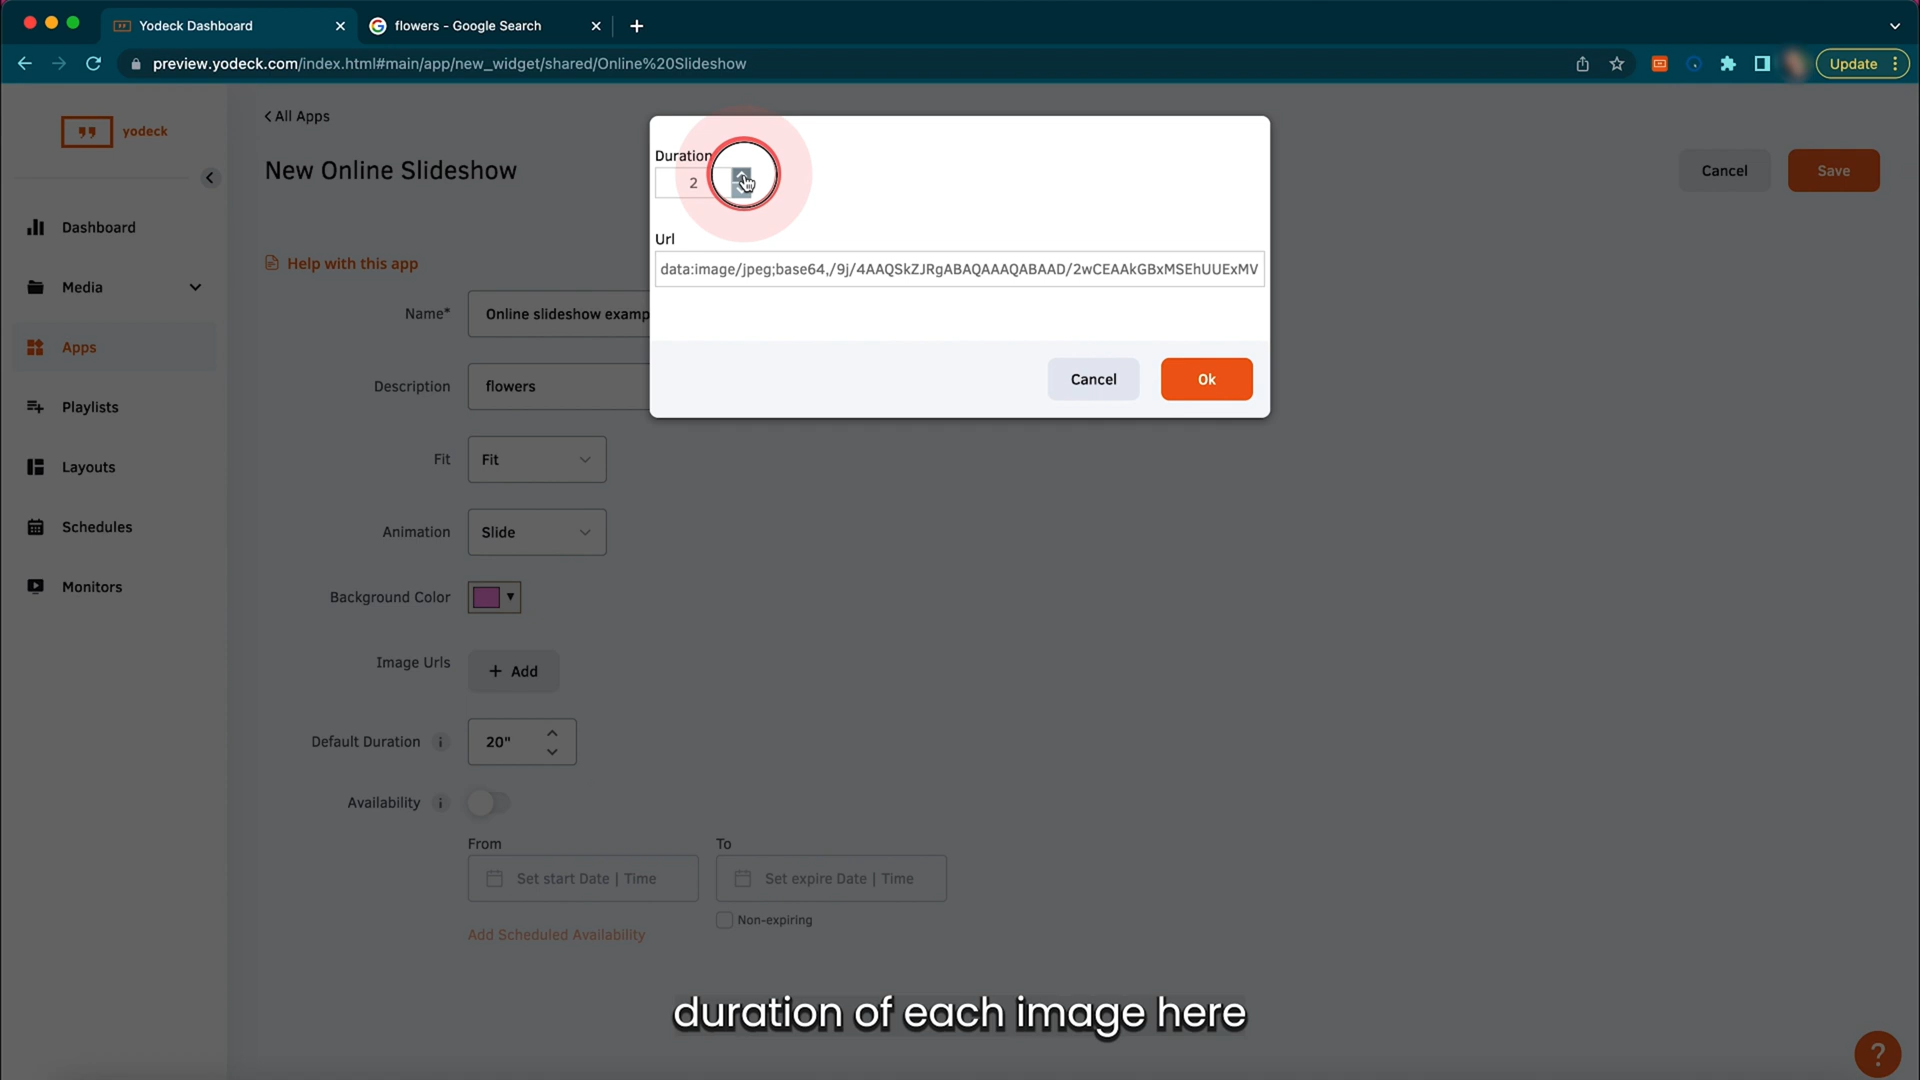 Yodeck Dashboard
flowers - Google Search
preview.yodeck.com/index.html#main/app/new_widget/shared/Online%20Slideshow
Update
yodeck
Dashboard
Media
Apps
Playlists
Layouts
Schedules
Monitors
All Apps
New Online Slideshow
Cancel
Save
Help with this app
Name*
Online slideshow examp
Description
flowers
Fit
Fit
Animation
Slide
Background Color
Image Urls
+ Add
Default Duration
20"
Availability
From
To
Set start Date | Time
Set expire Date | Time
Non-expiring
Add Scheduled Availability
Duration
2
Url
data:image/jpeg;base64,/9j/4AAQSkZJRgABAQAAAQABAAD/2wCEAAkGBxMSEhUUExMV
Cancel
Ok
duration of each image here
?